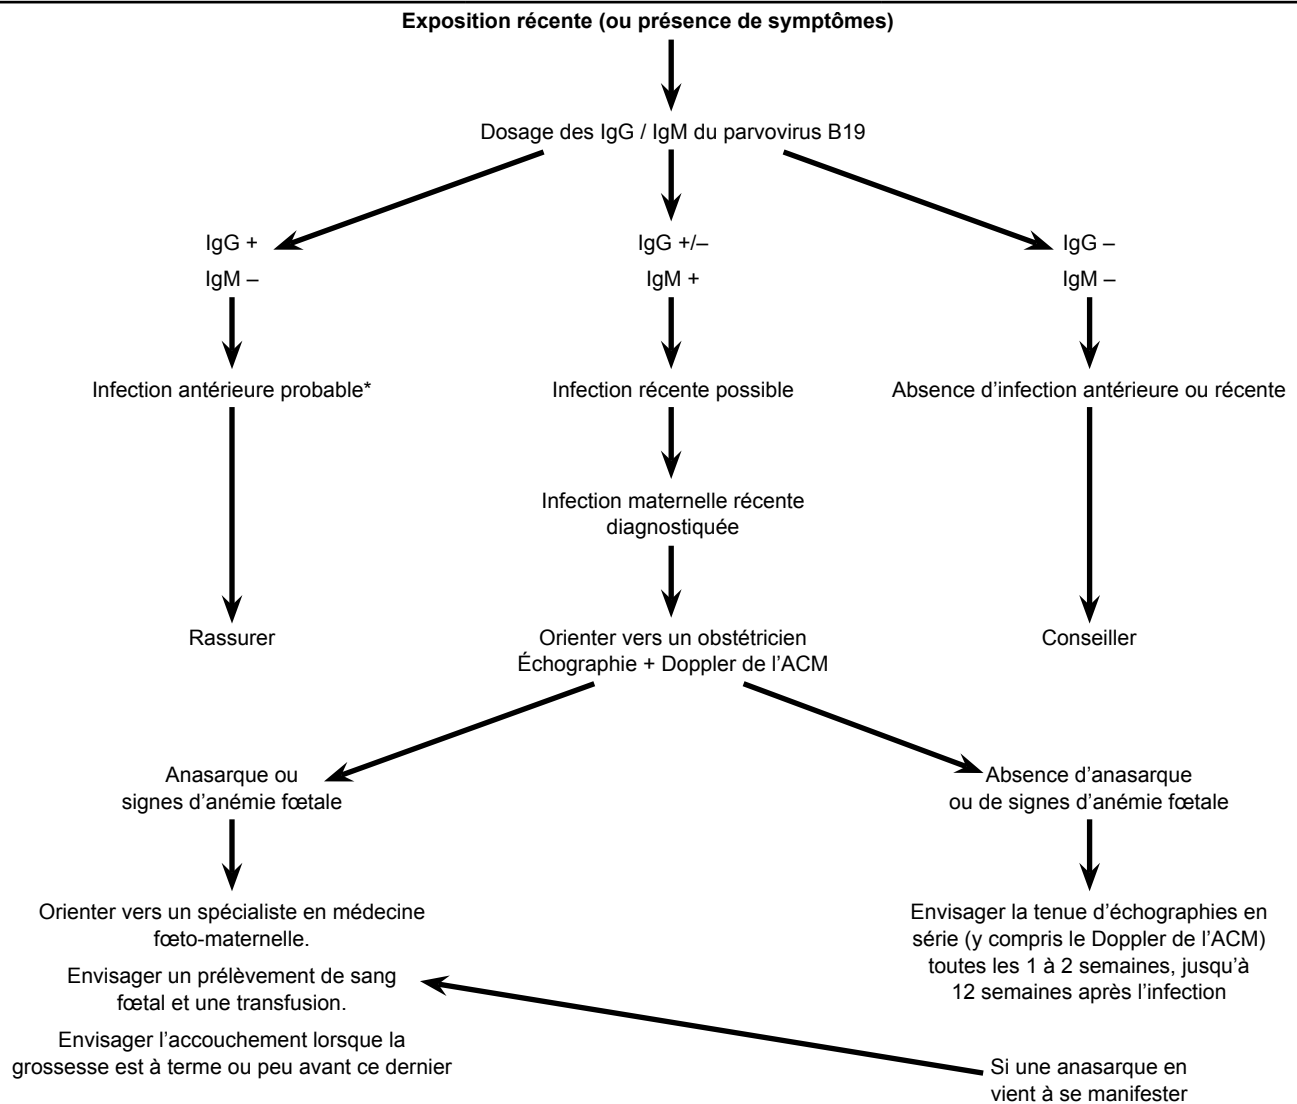 Exposition récente (ou présence de symptômes)
Dosage des IgG / IgM du parvovirus B19
IgG +
IgM –
IgG +/–
IgM +
IgG –
IgM –
Infection antérieure probable*
Infection récente possible
Absence d’infection antérieure ou récente
Infection maternelle récente
diagnostiquée
Rassurer
Orienter vers un obstétricien
Échographie + Doppler de l’ACM
Conseiller
Anasarque ou
signes d’anémie fœtale
Absence d’anasarque
ou de signes d’anémie fœtale
Orienter vers un spécialiste en médecine
fœto-maternelle.
Envisager un prélèvement de sang
fœtal et une transfusion.
Envisager l’accouchement lorsque la
grossesse est à terme ou peu avant ce dernier
Envisager la tenue d’échographies en
série (y compris le Doppler de l’ACM)
toutes les 1 à 2 semaines, jusqu’à
12 semaines après l’infection
Si une anasarque en
vient à se manifester